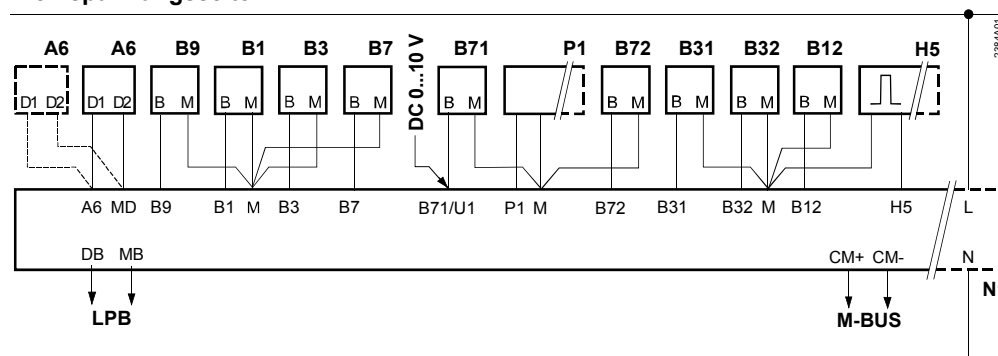 A6 A6 B9 B1 B3 B7 DC 0...10 V B71 P1 B72 B31 B32 B12 H5
D1 D2 D1 D2 B M B M B M B M B M B M B M B M B M
A6 MD B9 B1 M B3 B7 B71/U1 P1 M B72 B31 B32 M B12 H5 L
DB MB CM+ CM- N
N
LPB M-BUS